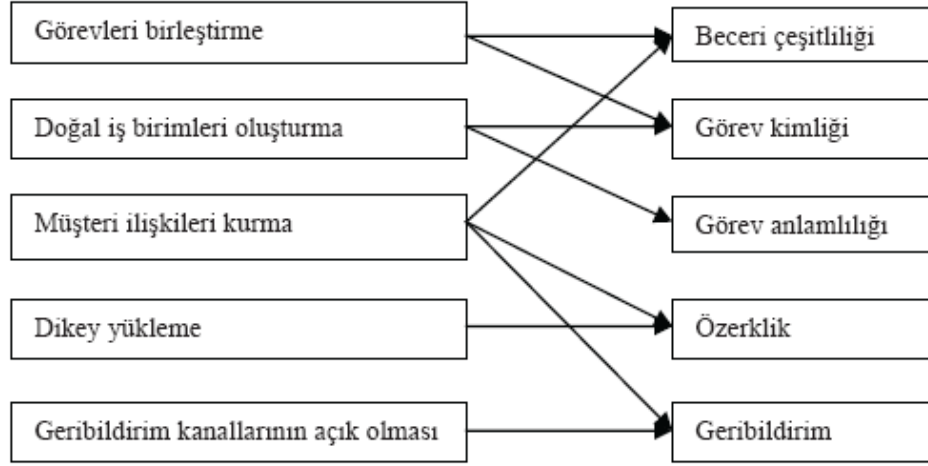 Görevleri birleştirme
Beceri çeşitliliği
Doğal iş birimleri oluşturma
Görev kimliği
Müşteri ilişkileri kurma
Görev anlamlılığı
Dikey yükleme
Özerklik
Geribildirim kanallarının açık olması
Geribildirim